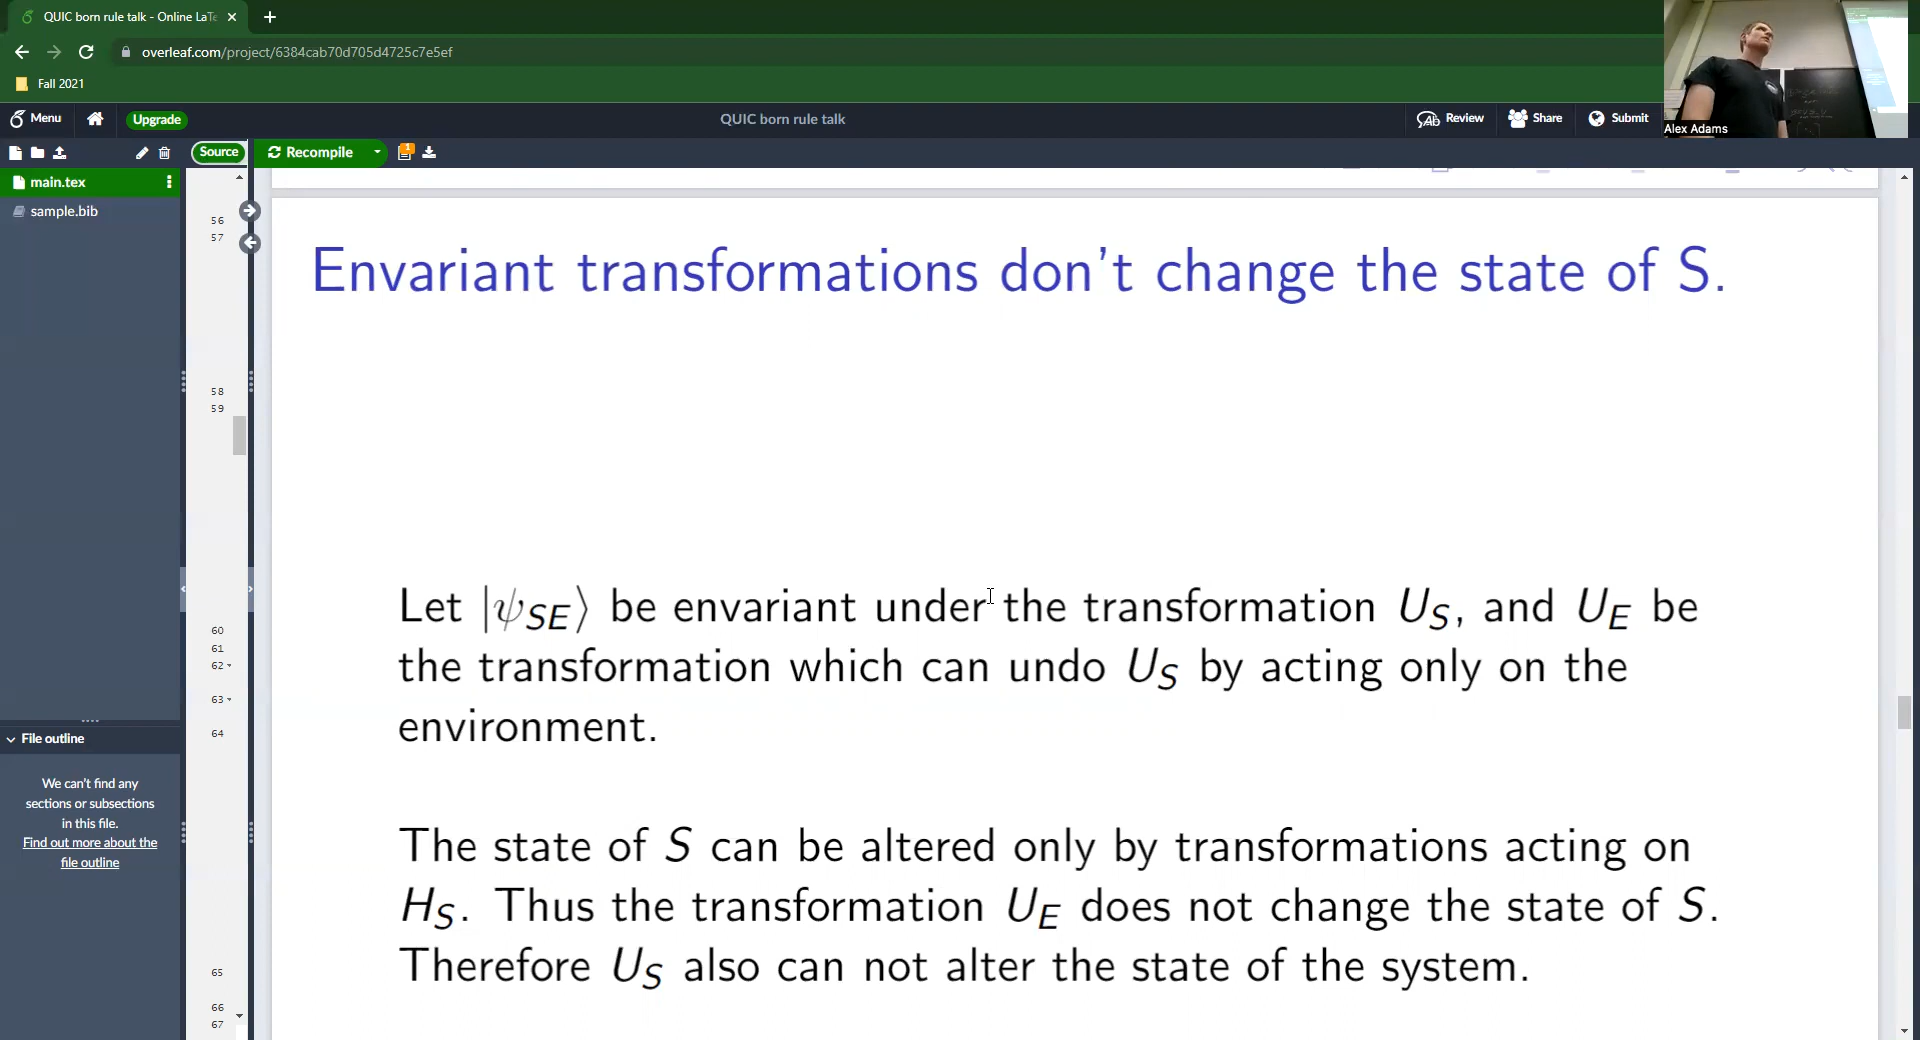 QUIC born rule talk - Online LaTe
overleaf.com/project/6384cab70d705d4725c7e5ef
Fall 2021
Menu
Upgrade
QUIC born rule talk
Review
Share
Submit
Alex Adams
Source
Recompile
1
main.tex
sample.bib
56
57
58
59
60
61
62
63
64
65
66
67
File outline
We can't find any
sections or subsections
in this file.
Find out more about the
file outline
Envariant transformations don't change the state of S.
Let |ψ_SE⟩ be envariant under the transformation U_S, and U_E be
the transformation which can undo U_S by acting only on the
environment.
The state of S can be altered only by transformations acting on
H_S. Thus the transformation U_E does not change the state of S.
Therefore U_S also can not alter the state of the system.